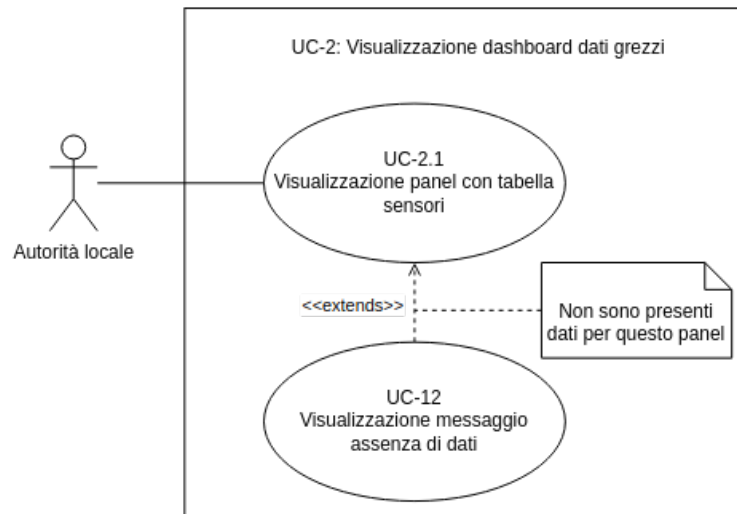 UC-2: Visualizzazione dashboard dati grezzi
UC-2.1
Visualizzazione panel con tabella
sensori
Autorità locale
<<extends>>
Non sono presenti
dati per questo panel
UC-12
Visualizzazione messaggio
assenza di dati